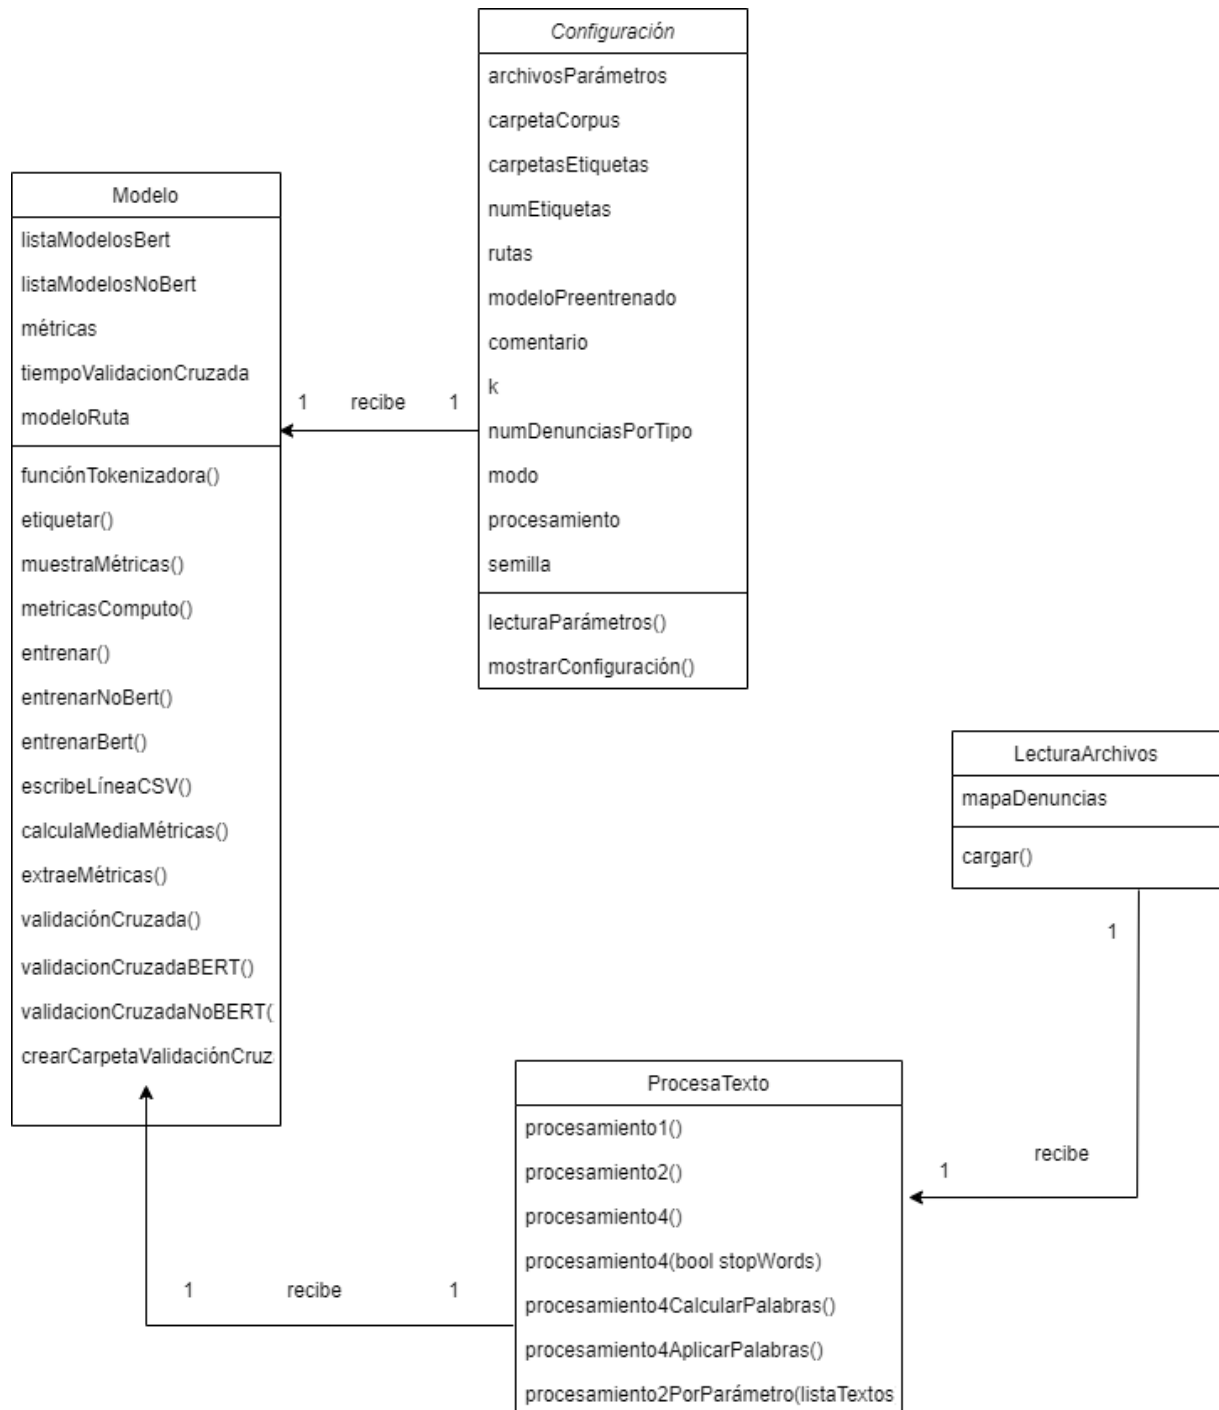 Configuración
archivosParámetros
carpetaCorpus
carpetasEtiquetas
numEtiquetas
rutas
modeloPreentrenado
comentario
k
numDenunciasPorTipo
modo
procesamiento
semilla
lecturaParámetros()
mostrarConfiguración()
Modelo
listaModelosBert
listaModelosNoBert
métricas
tiempoValidacionCruzada
modeloRuta
funciónTokenizadora()
etiquetar()
muestraMétricas()
metricasComputo()
entrenar()
entrenarNoBert()
entrenarBert()
escribeLíneaCSV()
calculaMediaMétricas()
extraeMétricas()
validaciónCruzada()
validacionCruzadaBERT()
validacionCruzadaNoBERT(
crearCarpetaValidaciónCruz
1 recibe 1
LecturaArchivos
mapaDenuncias
cargar()
1
recibe
1
ProcesaTexto
procesamiento1()
procesamiento2()
procesamiento4()
procesamiento4(bool stopWords)
procesamiento4CalcularPalabras()
procesamiento4AplicarPalabras()
procesamiento2PorParámetro(listaTextos
1 recibe 1